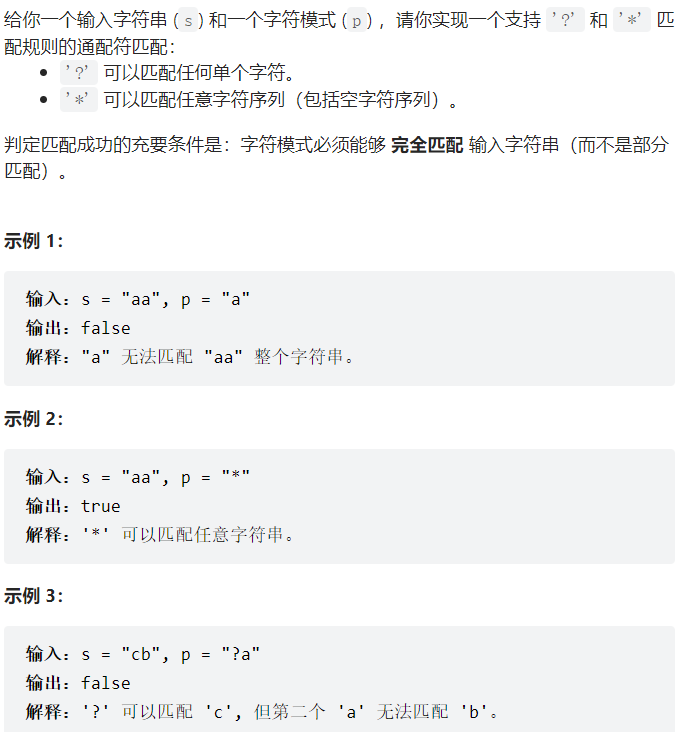 给你一个输入字符串 (s) 和一个字符模式 (p) ，请你实现一个支持 '?' 和 '*' 匹
配规则的通配符匹配：
• '?' 可以匹配任何单个字符。
• '*' 可以匹配任意字符序列（包括空字符序列）。
判定匹配成功的充要条件是：字符模式必须能够 完全匹配 输入字符串（而不是部分
匹配）。
示例 1：
输入：s = "aa", p = "a"
输出：false
解释："a" 无法匹配 "aa" 整个字符串。
示例 2：
输入：s = "aa", p = "*"
输出：true
解释：'*' 可以匹配任意字符串。
示例 3：
输入：s = "cb", p = "?a"
输出：false
解释：'?' 可以匹配 'c', 但第二个 'a' 无法匹配 'b'。